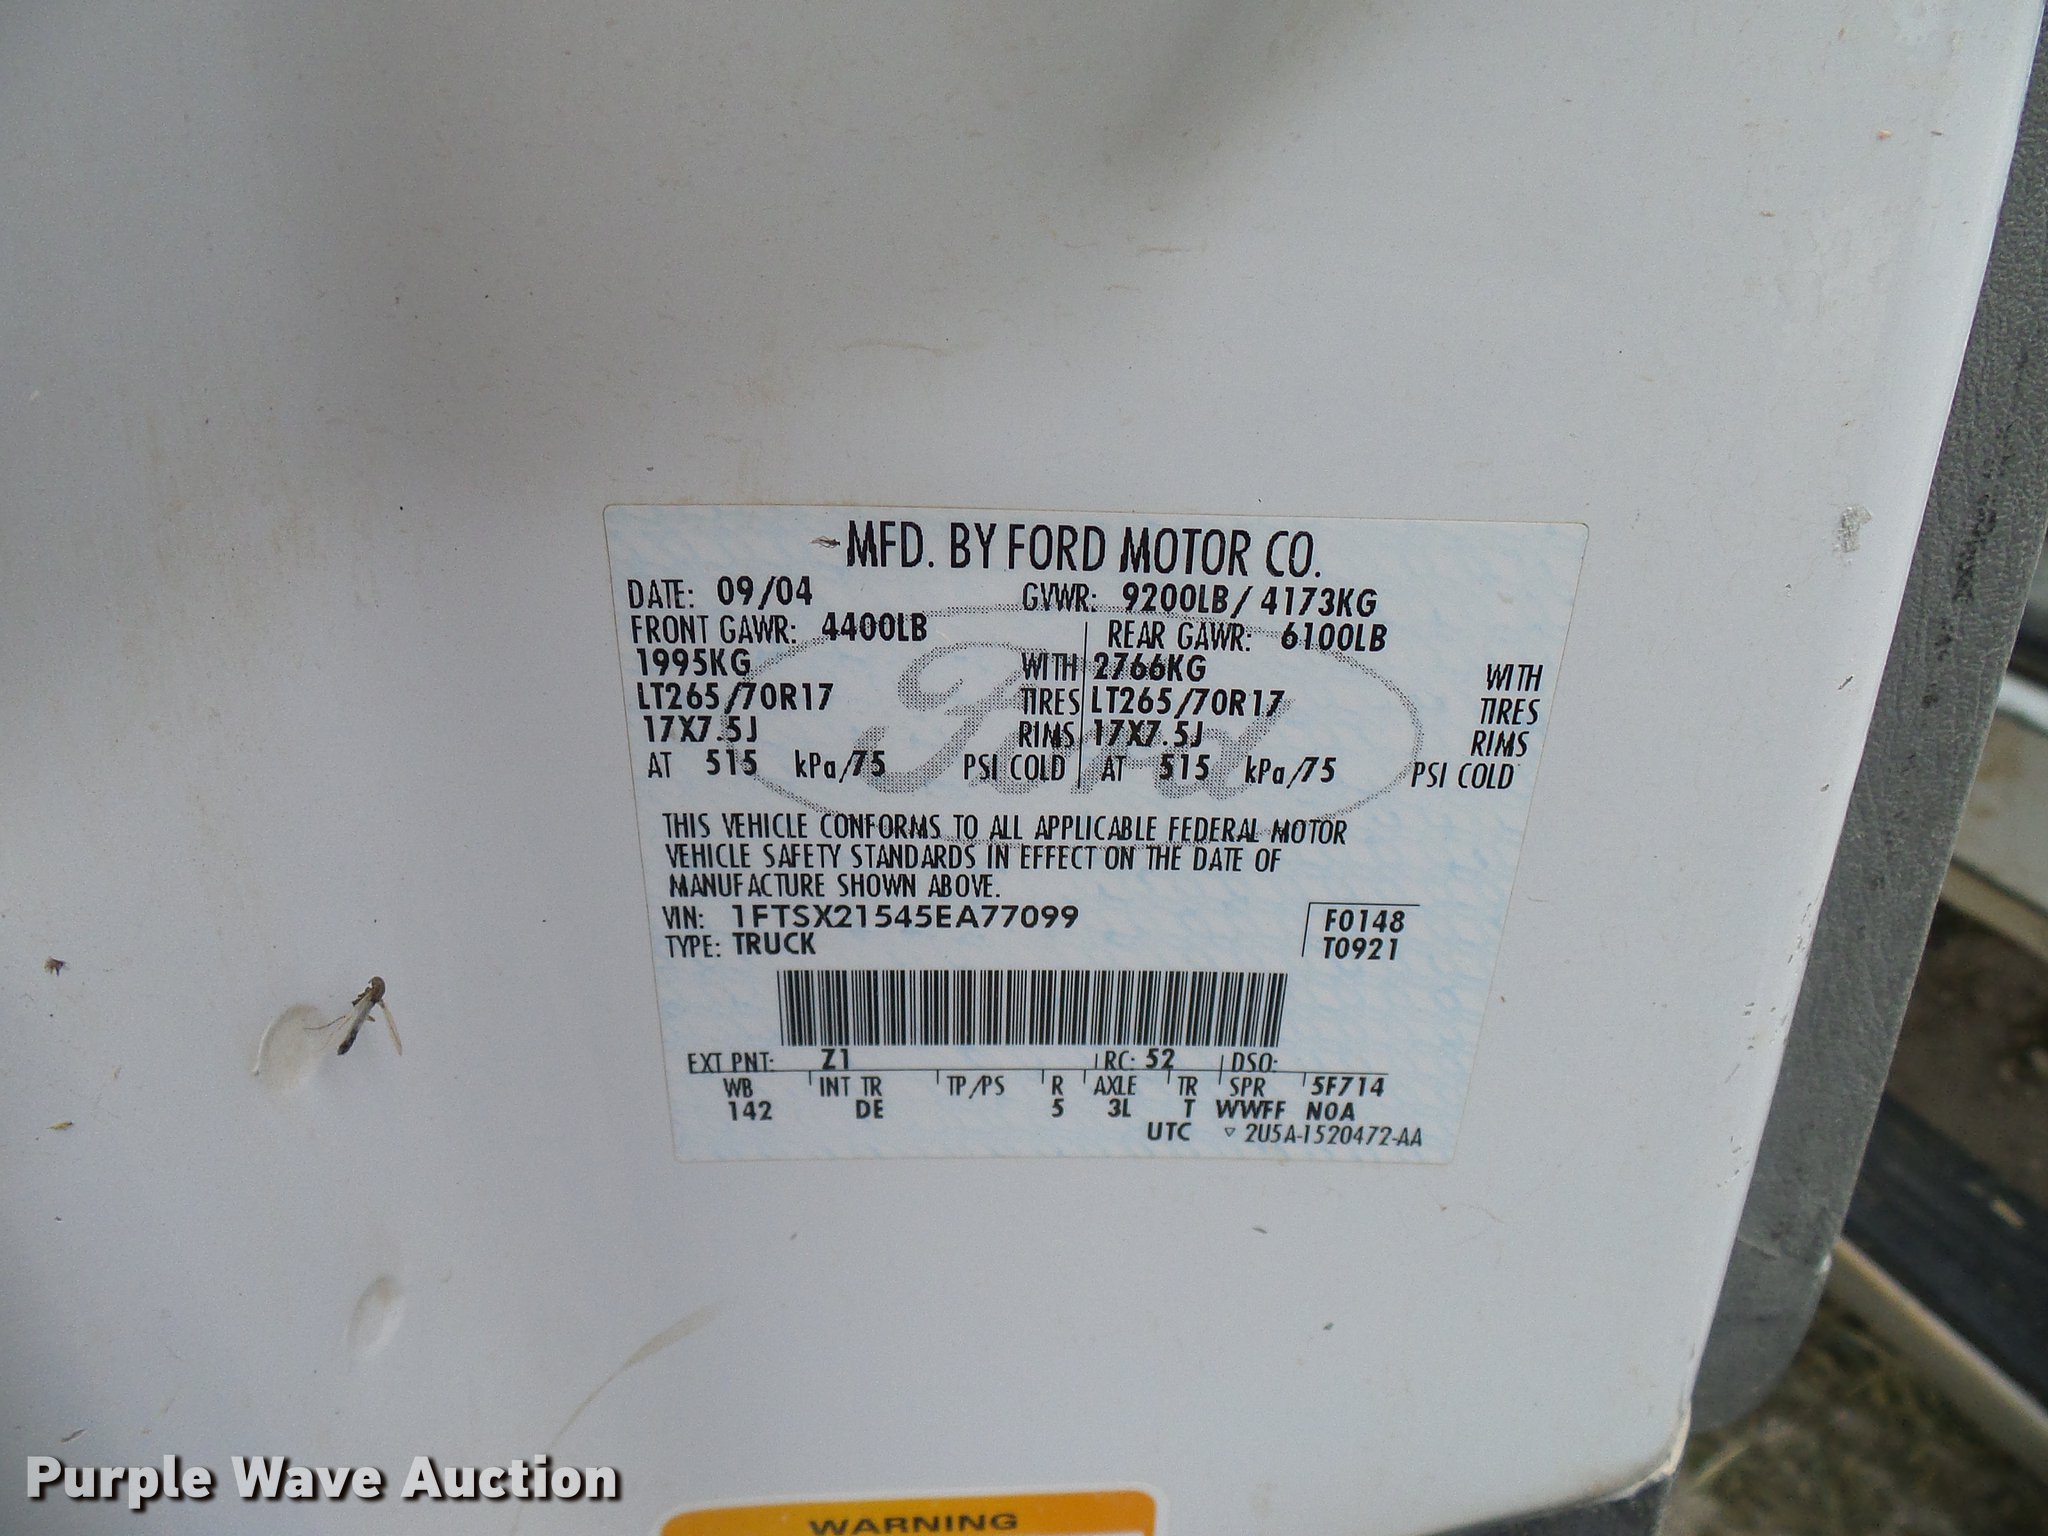 MFD. BY FORD MOTOR CO.
DATE: 09/04 GVWR: 9200LB/ 4173KG
FRONT GAWR: 4400LB REAR GAWR: 6100LB
1995KG WITH 2766KG WITH
LT265/70R17 TIRES LT265/70R17 TIRES
17X7.5J RIMS 17X7.5J RIMS
AT 515 kPa/75 PSI COLD AT 515 kPa/75 PSI COLD
Ford
THIS VEHICLE CONFORMS TO ALL APPLICABLE FEDERAL MOTOR
VEHICLE SAFETY STANDARDS IN EFFECT ON THE DATE OF
MANUFACTURE SHOWN ABOVE.
VIN: 1FTSX21545EA77099 F0148
TYPE: TRUCK T0921
EXT PNT: Z1 RC: 52 DSO:
WB INT TR TP/PS R AXLE TR SPR 5F714
142 DE 5 3L T WWFF NOA
UTC ▽ 2U5A-1520472-AA
Purple Wave Auction
WARNING